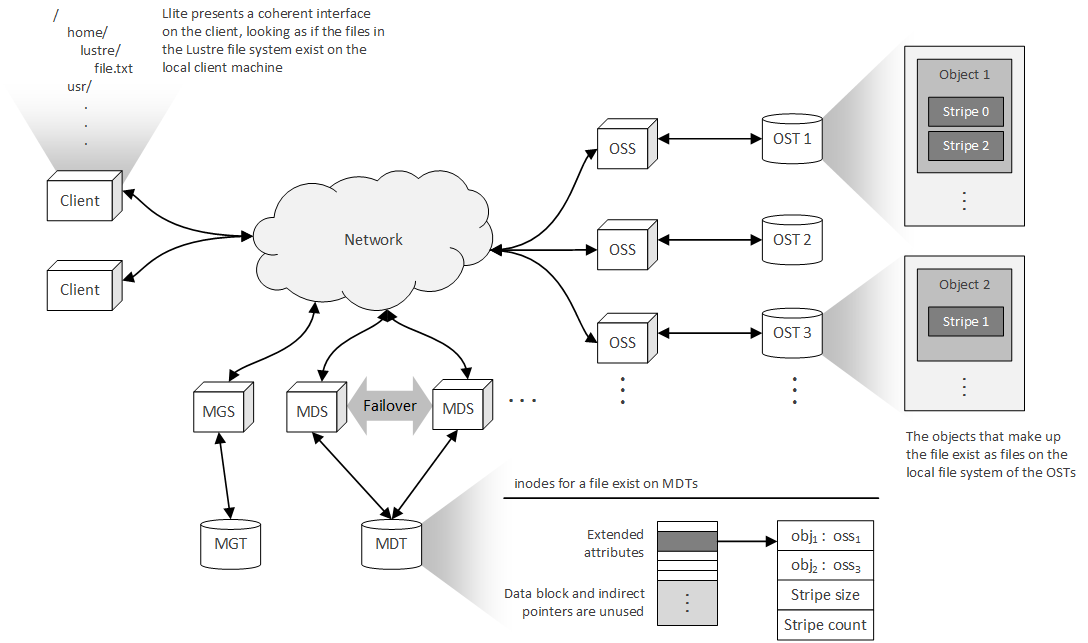 /
home/
lustre/
file.txt
usr/
.
.
.
Llite presents a coherent interface
on the client, looking as if the files in
the Lustre file system exist on the
local client machine
Client
Client
Network
OSS
OST 1
OSS
OST 2
OSS
OST 3
Object 1
Stripe 0
Stripe 2
Object 2
Stripe 1
The objects that make up
the file exist as files on the
local file system of the OSTs
MGS
MDS
Failover
MDS
. . .
MGT
MDT
inodes for a file exist on MDTs
Extended
attributes
Data block and indirect
pointers are unused
obj₁ : oss₁
obj₂ : oss₃
Stripe size
Stripe count